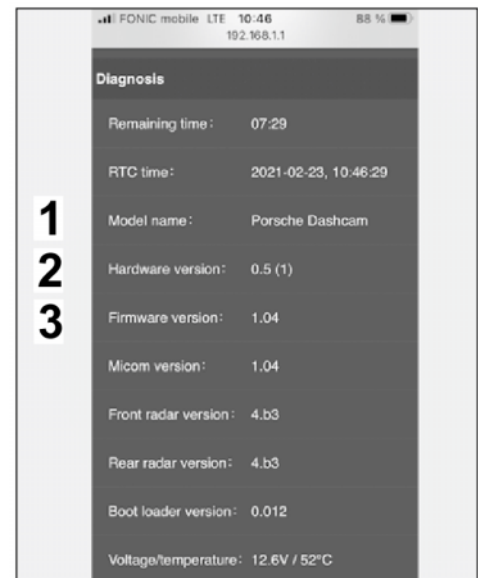 FONIC mobile LTE 10:46 88 %
192.168.1.1
Diagnosis
Remaining time: 07:29
RTC time: 2021-02-23, 10:46:29
1 Model name: Porsche Dashcam
2 Hardware version: 0.5 (1)
3 Firmware version: 1.04
Micom version: 1.04
Front radar version: 4.b3
Rear radar version: 4.b3
Boot loader version: 0.012
Voltage/temperature: 12.6V / 52°C